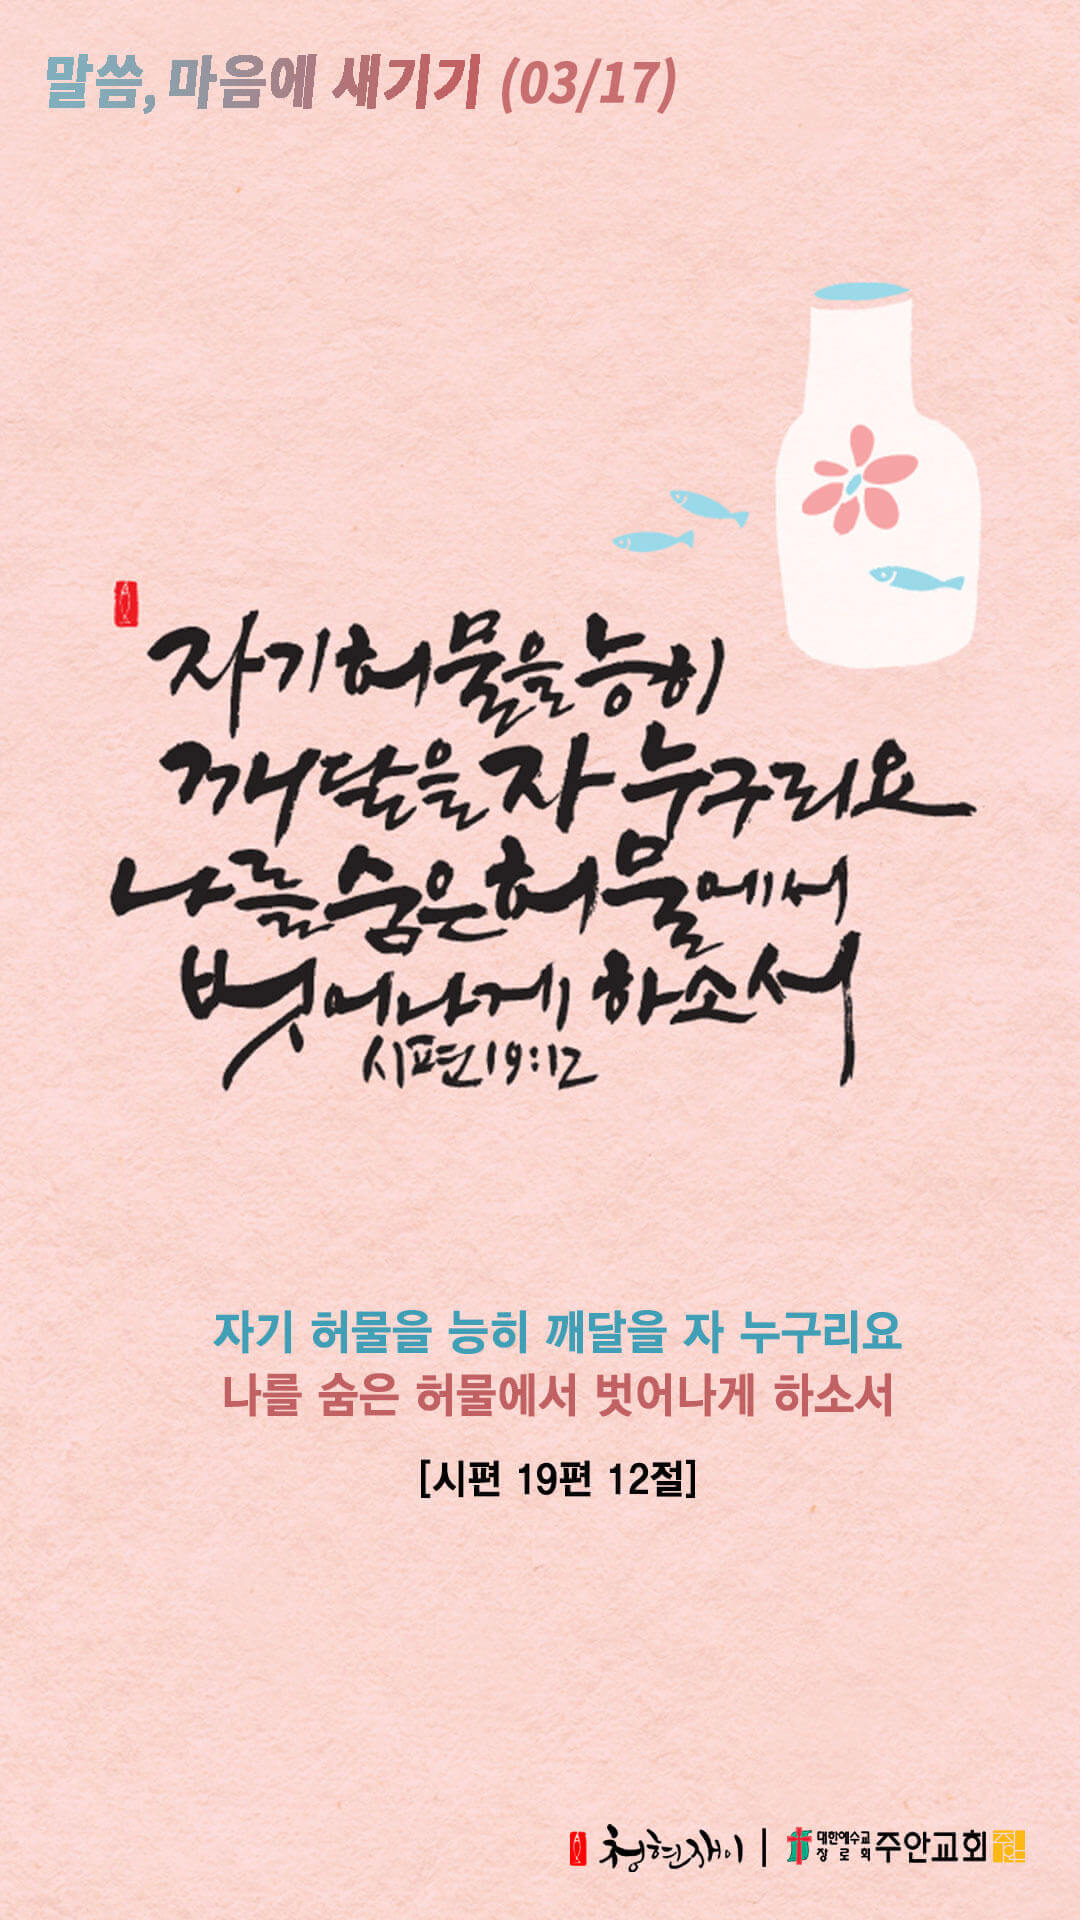 말씀, 마음에 새기기 (03/17)
자기 허물을 능히
깨달을 자 누구리요
나를 숨은 허물에서
벗어나게 하소서
시편 19:12
자기 허물을 능히 깨달을 자 누구리요
나를 숨은 허물에서 벗어나게 하소서
[시편 19편 12절]
청현재이 | 대한예수교 장로회 주안교회